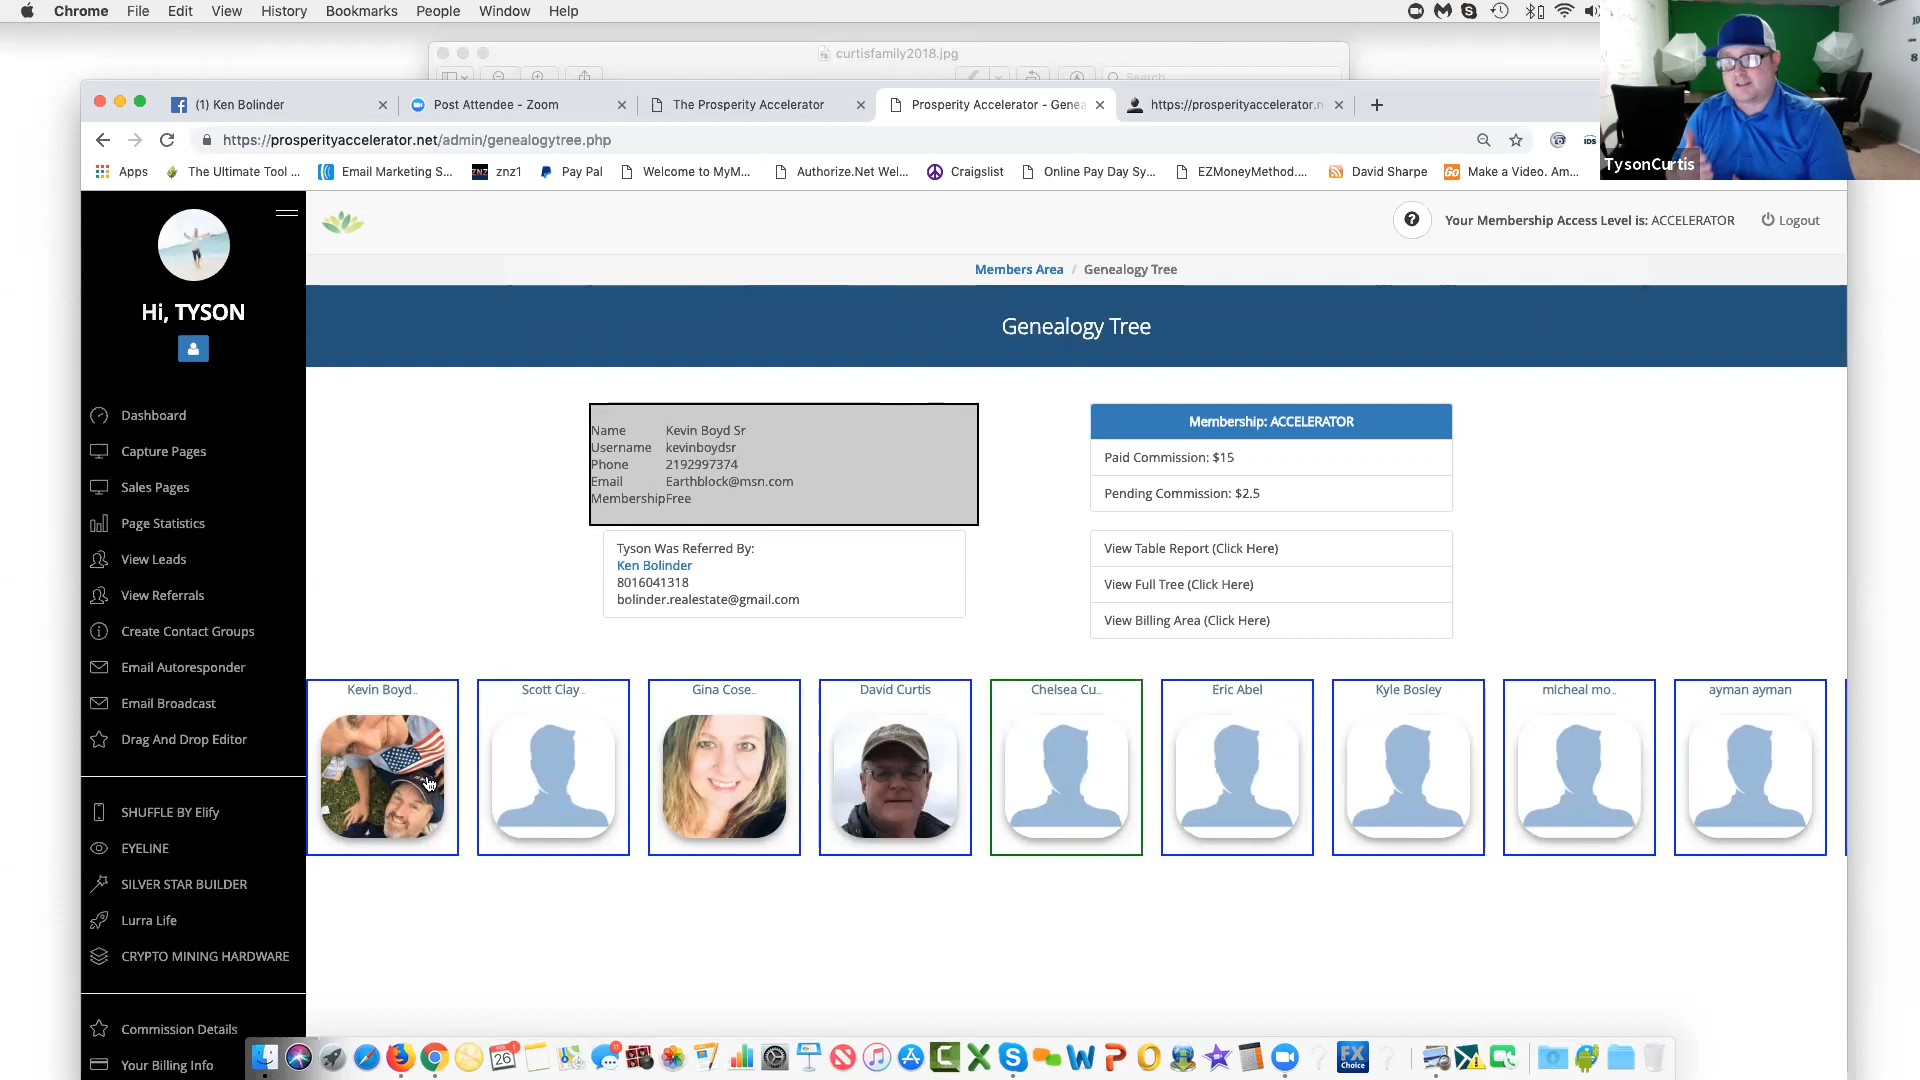 Chrome File Edit View History Bookmarks People Window Help
curtisfamily2018.jpg
Search
(1) Ken Bolinder
Post Attendee - Zoom
The Prosperity Accelerator
Prosperity Accelerator - Genea
https://prosperityaccelerator.n
https://prosperityaccelerator.net/admin/genealogytree.php
Apps
The Ultimate Tool ...
Email Marketing S...
znz1
Pay Pal
Welcome to MyM...
Authorize.Net Wel...
Craigslist
Online Pay Day Sy...
EZMoneyMethod....
David Sharpe
Make a Video. Am...
TysonCurtis
Hi, TYSON
Dashboard
Capture Pages
Sales Pages
Page Statistics
View Leads
View Referrals
Create Contact Groups
Email Autoresponder
Email Broadcast
Drag And Drop Editor
SHUFFLE BY Elify
EYELINE
SILVER STAR BUILDER
Lurra Life
CRYPTO MINING HARDWARE
Commission Details
Your Billing Info
Your Membership Access Level is: ACCELERATOR
Logout
Members Area / Genealogy Tree
Genealogy Tree
Name Kevin Boyd Sr
Username kevinboydsr
Phone 2192997374
Email Earthblock@msn.com
Membership Free
Tyson Was Referred By:
Ken Bolinder
8016041318
bolinder.realestate@gmail.com
Membership: ACCELERATOR
Paid Commission: $15
Pending Commission: $2.5
View Table Report (Click Here)
View Full Tree (Click Here)
View Billing Area (Click Here)
Kevin Boyd..
Scott Clay..
Gina Cose..
David Curtis
Chelsea Cu..
Eric Abel
Kyle Bosley
micheal mo..
ayman ayman
26
FX
Choice